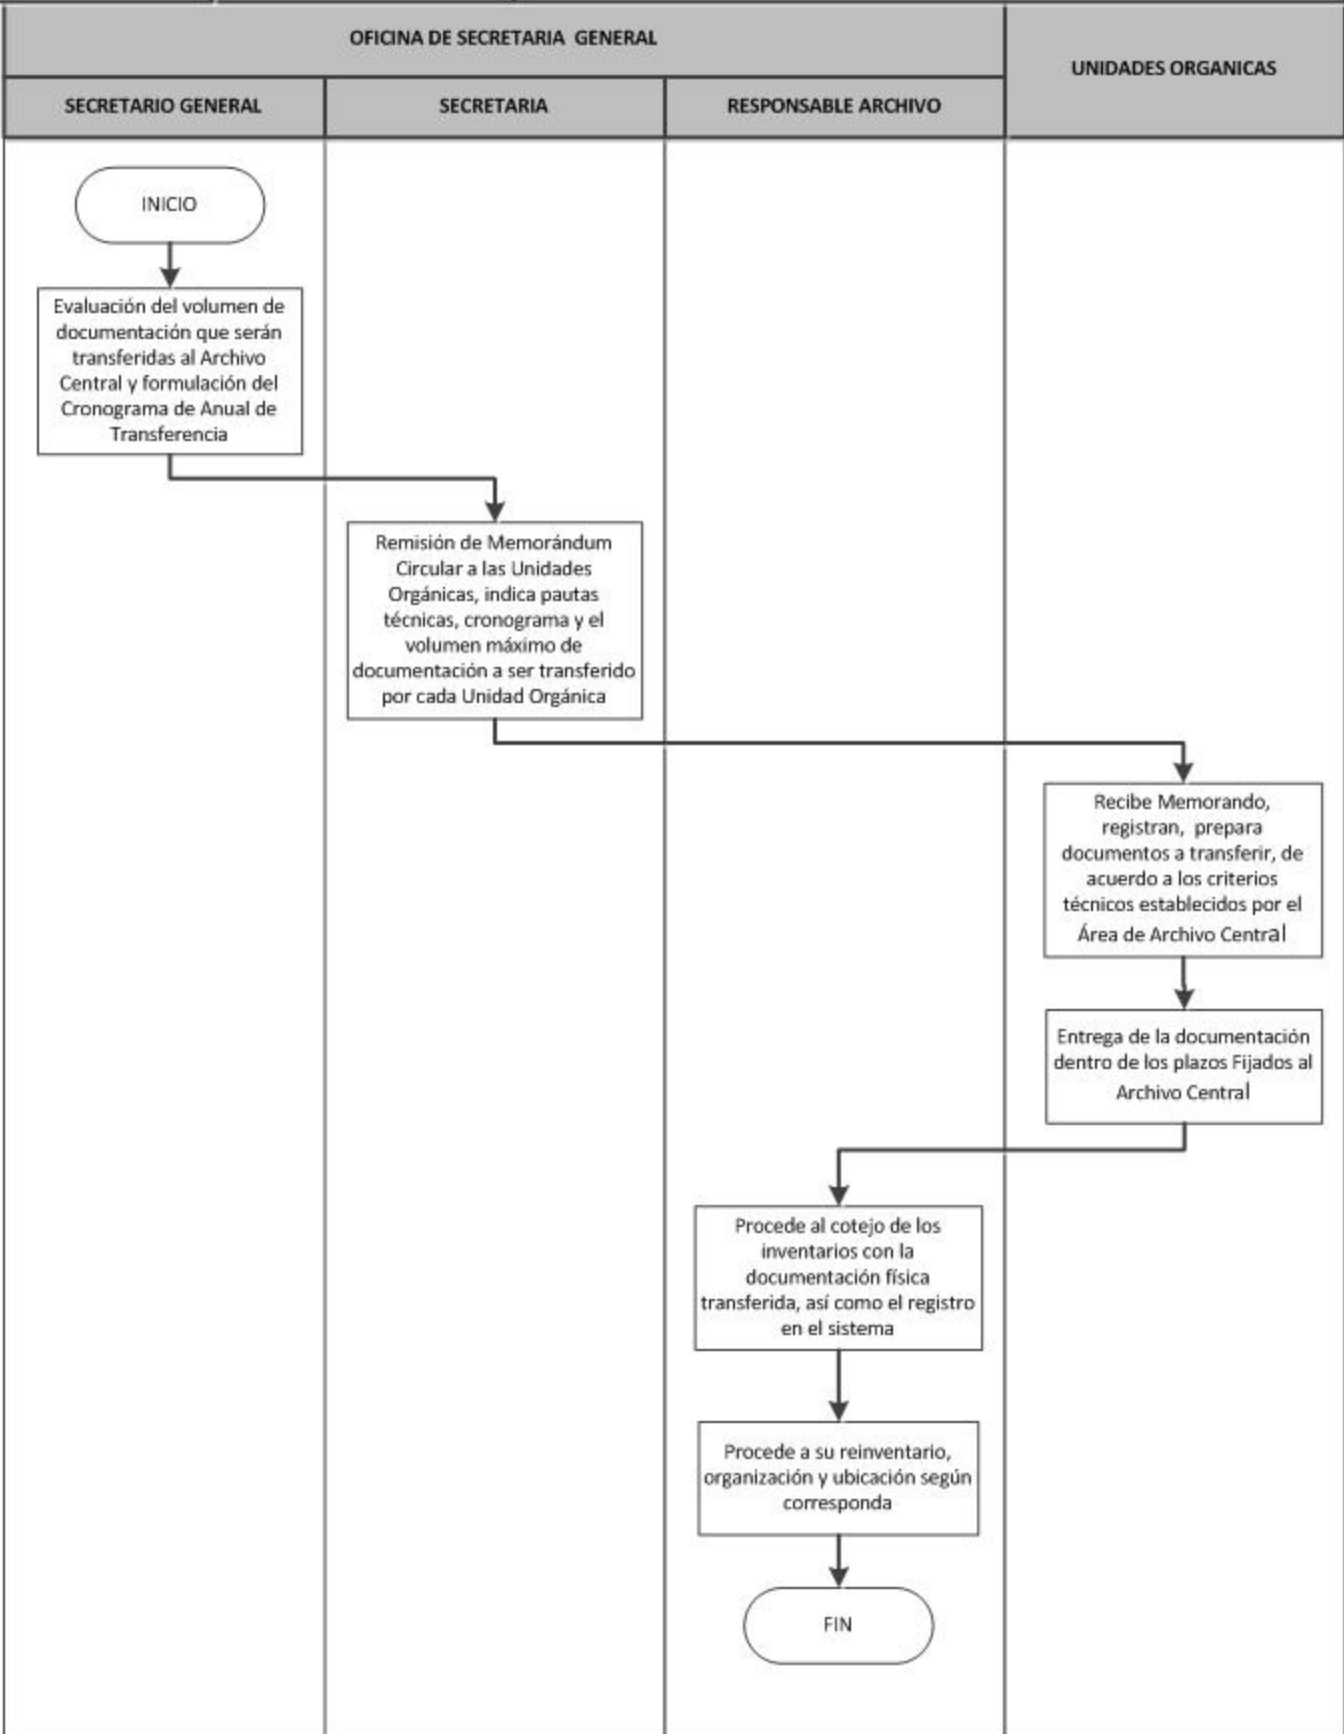 OFICINA DE SECRETARIA GENERAL
UNIDADES ORGANICAS
SECRETARIO GENERAL
SECRETARIA
RESPONSABLE ARCHIVO
INICIO
Evaluación del volumen de
documentación que serán
transferidas al Archivo
Central y formulación del
Cronograma de Anual de
Transferencia
Remisión de Memorándum
Circular a las Unidades
Orgánicas, indica pautas
técnicas, cronograma y el
volumen máximo de
documentación a ser transferido
por cada Unidad Orgánica
Recibe Memorando,
registran, prepara
documentos a transferir, de
acuerdo a los criterios
técnicos establecidos por el
Área de Archivo Central
Entrega de la documentación
dentro de los plazos Fijados al
Archivo Central
Procede al cotejo de los
inventarios con la
documentación física
transferida, así como el registro
en el sistema
Procede a su reinventario,
organización y ubicación según
corresponda
FIN